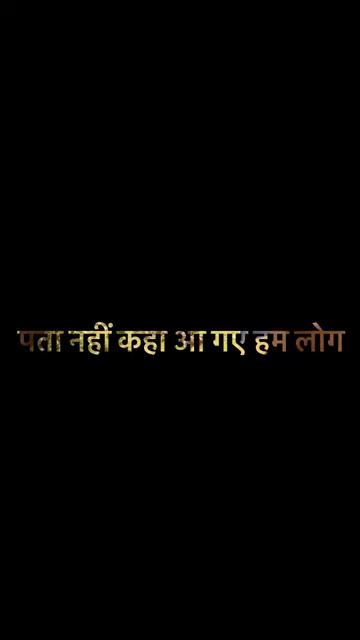 पता नहीं कहा आ गए हम लोग